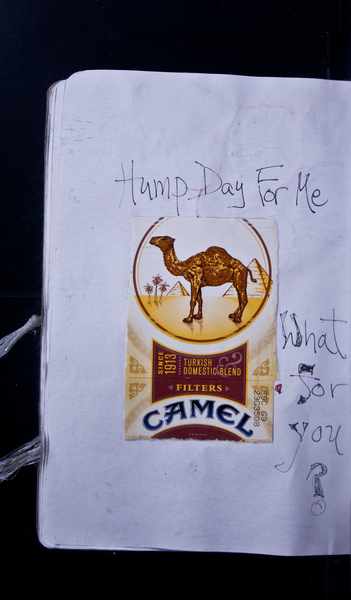 Hump Day For Me
SINCE 1913
TURKISH &
DOMESTIC BLEND
FILTERS
CAMEL
What
for
you
?